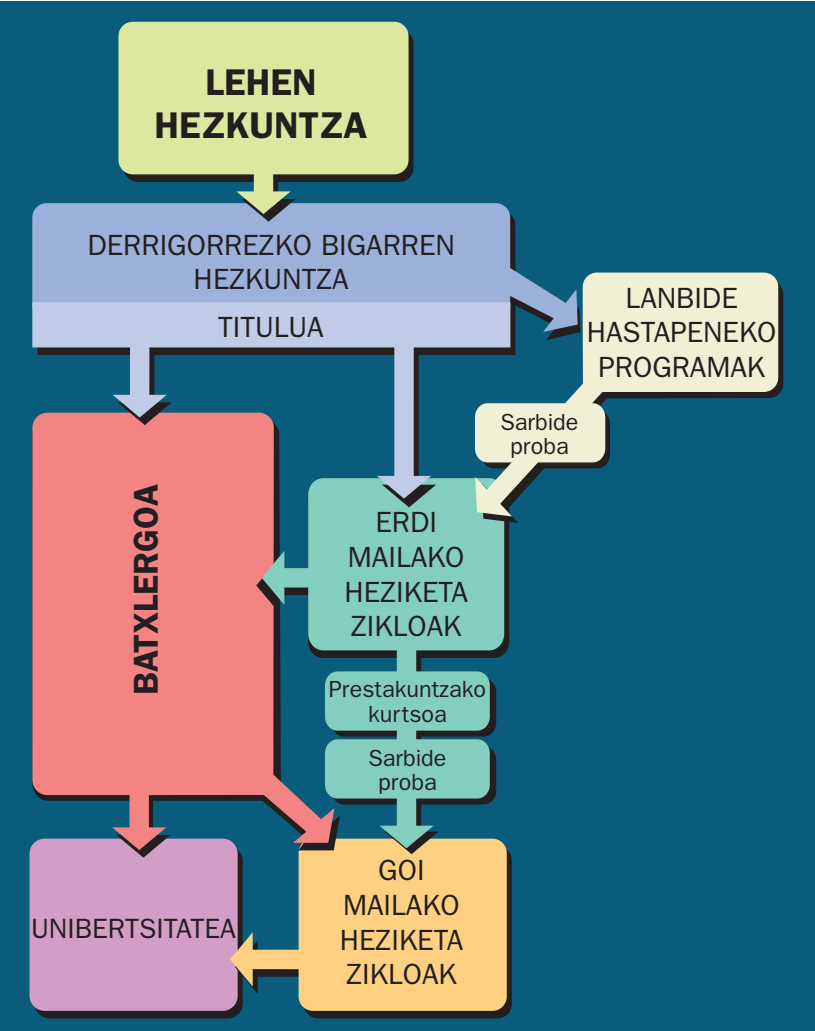 LEHEN
HEZKUNTZA
DERRIGORREZKO BIGARREN
HEZKUNTZA
TITULUA
LANBIDE
HASTAPENEKO
PROGRAMAK
Sarbide
proba
BATXLERGOA
ERDI
MAILAKO
HEZIKETA
ZIKLOAK
Prestakuntzako
kurtsoa
Sarbide
proba
UNIBERTSITATEA
GOI
MAILAKO
HEZIKETA
ZIKLOAK